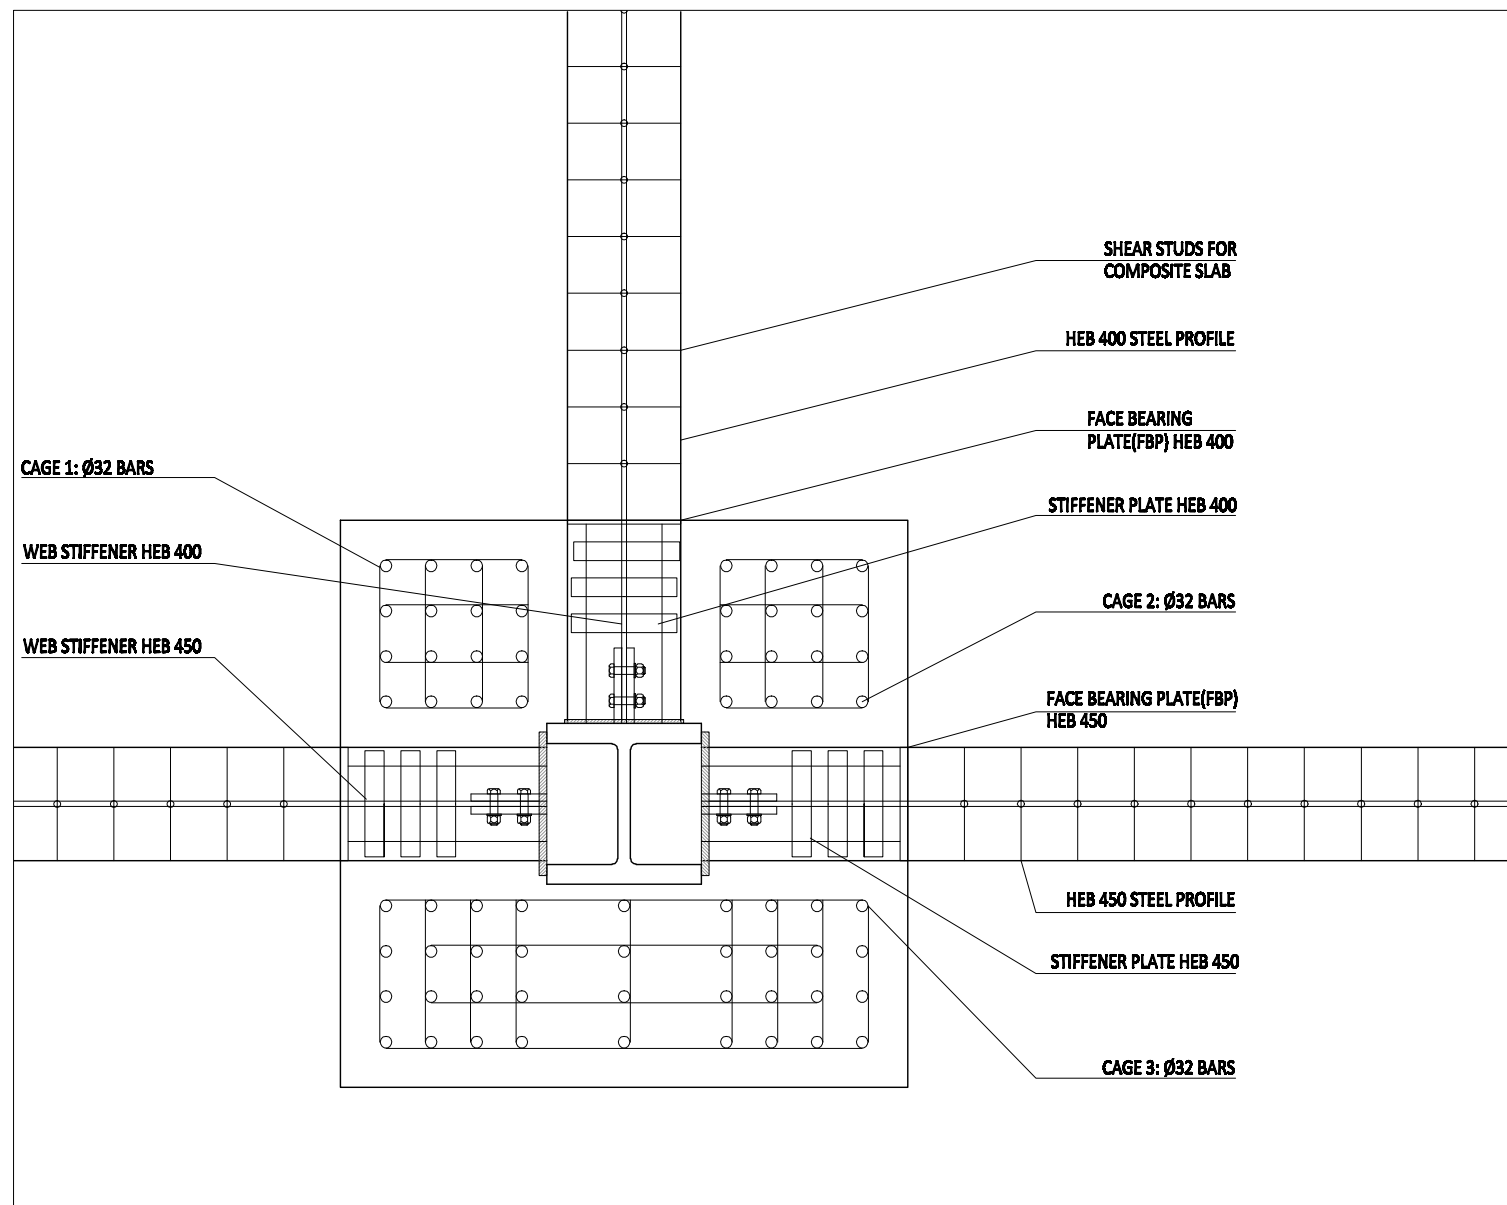 SHEAR STUDS FOR
COMPOSITE SLAB
HEB 400 STEEL PROFILE
FACE BEARING
PLATE(FBP) HEB 400
CAGE 1: Ø32 BARS
STIFFENER PLATE HEB 400
WEB STIFFENER HEB 400
CAGE 2: Ø32 BARS
WEB STIFFENER HEB 450
FACE BEARING PLATE(FBP)
HEB 450
HEB 450 STEEL PROFILE
STIFFENER PLATE HEB 450
CAGE 3: Ø32 BARS